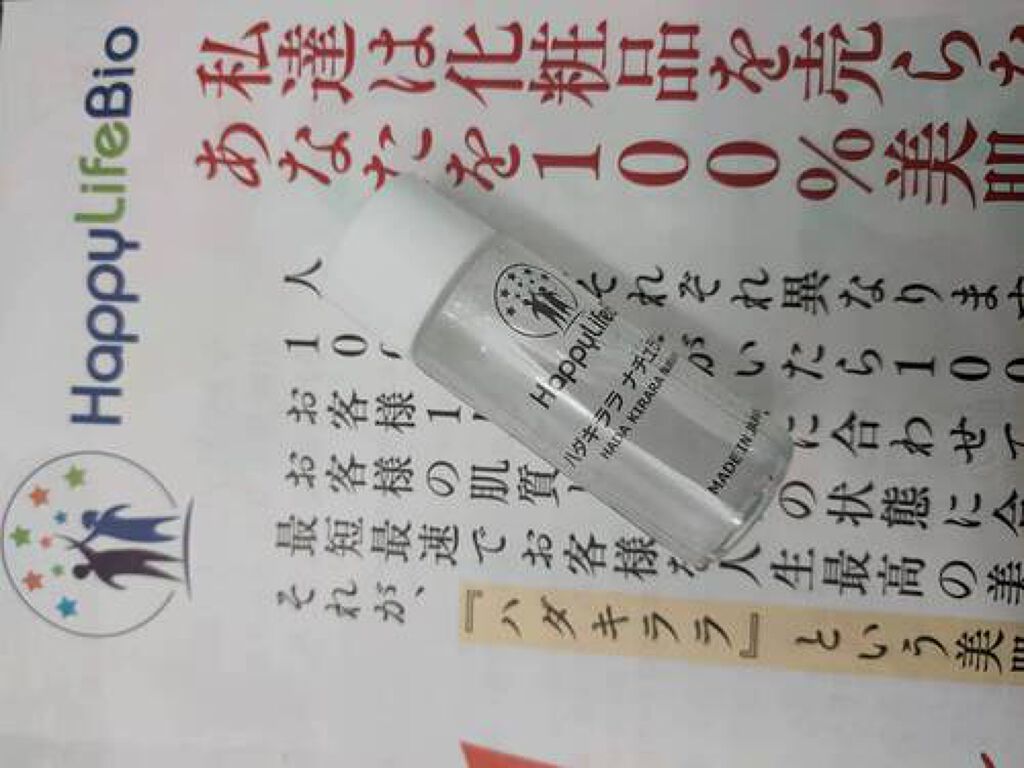 HappyLifeBio
私達は化粧品を売ら
あなたを100%美肌
人 それぞれ異なります
10 がいたら100
お客様1 に合わせて
お客様の肌質 の状態に合
最短最速でお客様 人生最高の美
それが、
『ハダキララ』という美
HappyLife
ハダキララ
HADA KIRARA
MADE IN